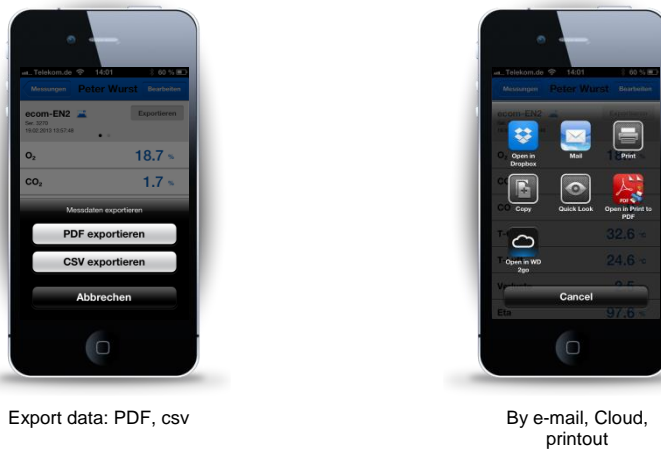 Telekom.de 14:01 60 %
Messungen Peter Wurst Bearbeiten
ecom-EN2 Exportieren
O₂ 18.7 %
CO₂ 1.7 %
Messdaten exportieren
PDF exportieren
CSV exportieren
Abbrechen
Export data: PDF, csv
Telekom.de 14:01 60 %
Messungen Peter Wurst Bearbeiten
ecom-EN2
Open in
Dropbox
Mail
Print
Copy
Quick Look
PDF
Open in Print to
PDF
32.6 °C
Open in WD
2go
24.6 °C
Cancel
Eta 97.6 %
By e-mail, Cloud,
printout